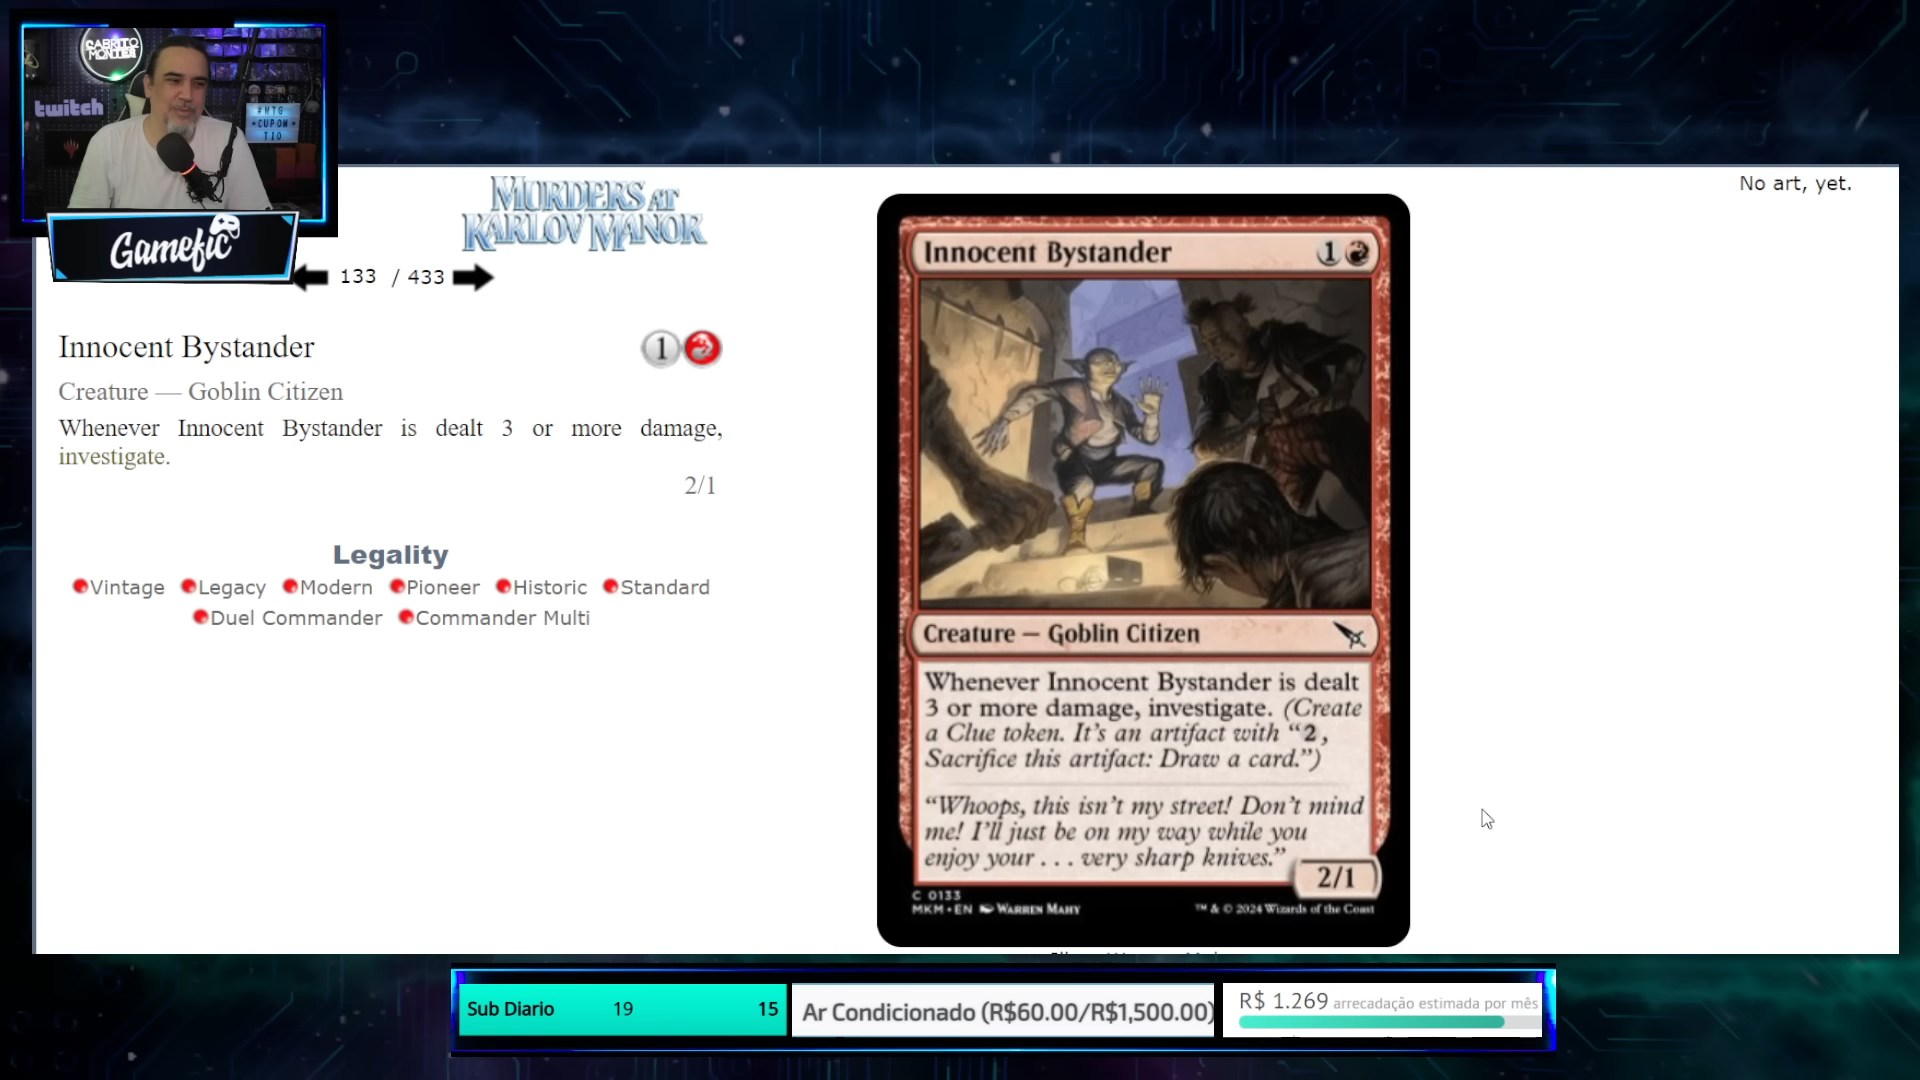 CABRITO
MONTES
twitch
#MTG
•CUPOM•
T10
Gamefic
MURDERS AT
KARLOV MANOR
No art, yet.
133 / 433
Innocent Bystander 1
Creature — Goblin Citizen
Whenever Innocent Bystander is dealt 3 or more damage,
investigate.
2/1
Legality
Vintage Legacy Modern Pioneer Historic Standard
Duel Commander Commander Multi
Innocent Bystander 1
Creature — Goblin Citizen
Whenever Innocent Bystander is dealt
3 or more damage, investigate. (Create
a Clue token. It's an artifact with “2,
Sacrifice this artifact: Draw a card.”)
“Whoops, this isn't my street! Don't mind
me! I'll just be on my way while you
enjoy your . . . very sharp knives.”
2/1
C 0133
MKM • EN WARREN MAHY
™ & © 2024 Wizards of the Coast
Sub Diario 19 15
Ar Condicionado (R$60.00/R$1,500.00)
R$ 1.269 arrecadação estimada por mês